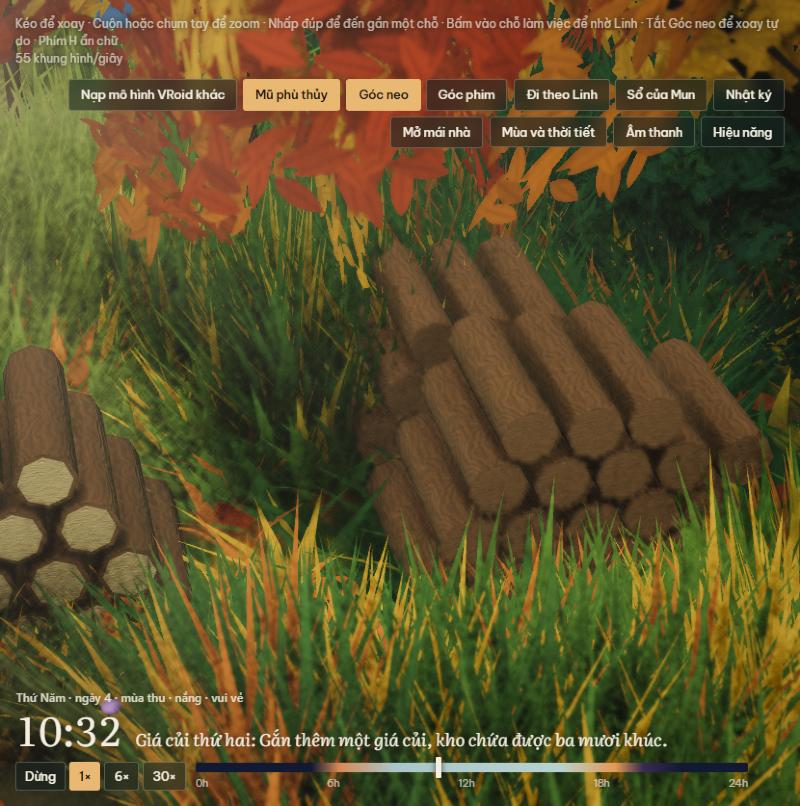 Kéo để xoay · Cuộn hoặc chụm tay để zoom · Nhấp đúp để đến gần một chỗ · Bấm vào chỗ làm việc để nhờ Linh · Tắt Góc neo để xoay tự
do · Phím H ẩn chữ
55 khung hình/giây
Nạp mô hình VRoid khác Mũ phù thủy Góc neo Góc phim Đi theo Linh Sổ của Mun Nhật ký
Mở mái nhà Mùa và thời tiết Âm thanh Hiệu năng
Thứ Năm · ngày 4 · mùa thu · nắng · vui vẻ
10:32 Giá củi thứ hai: Gắn thêm một giá củi, kho chứa được ba mươi khúc.
Dừng 1× 6× 30×
0h 6h 12h 18h 24h